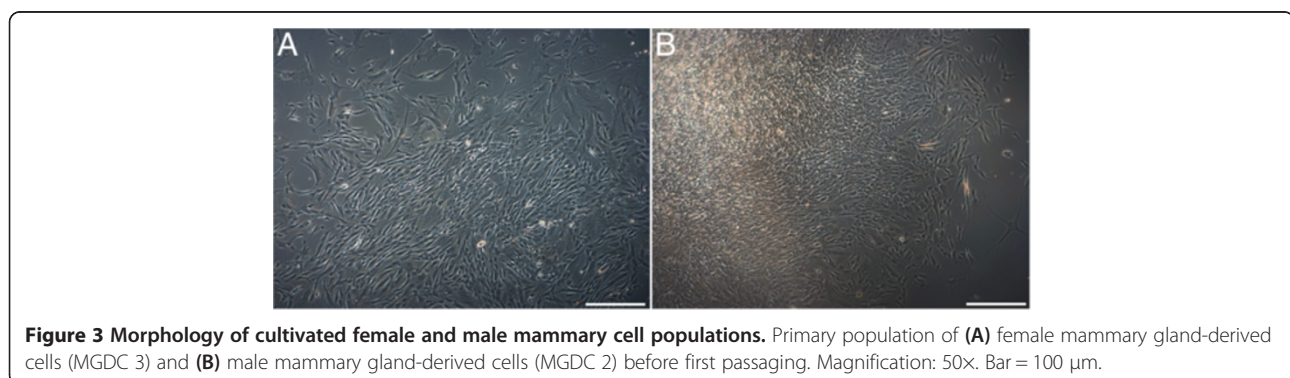 A B
Figure 3 Morphology of cultivated female and male mammary cell populations. Primary population of (A) female mammary gland-derived
cells (MGDC 3) and (B) male mammary gland-derived cells (MGDC 2) before first passaging. Magnification: 50×. Bar = 100 μm.